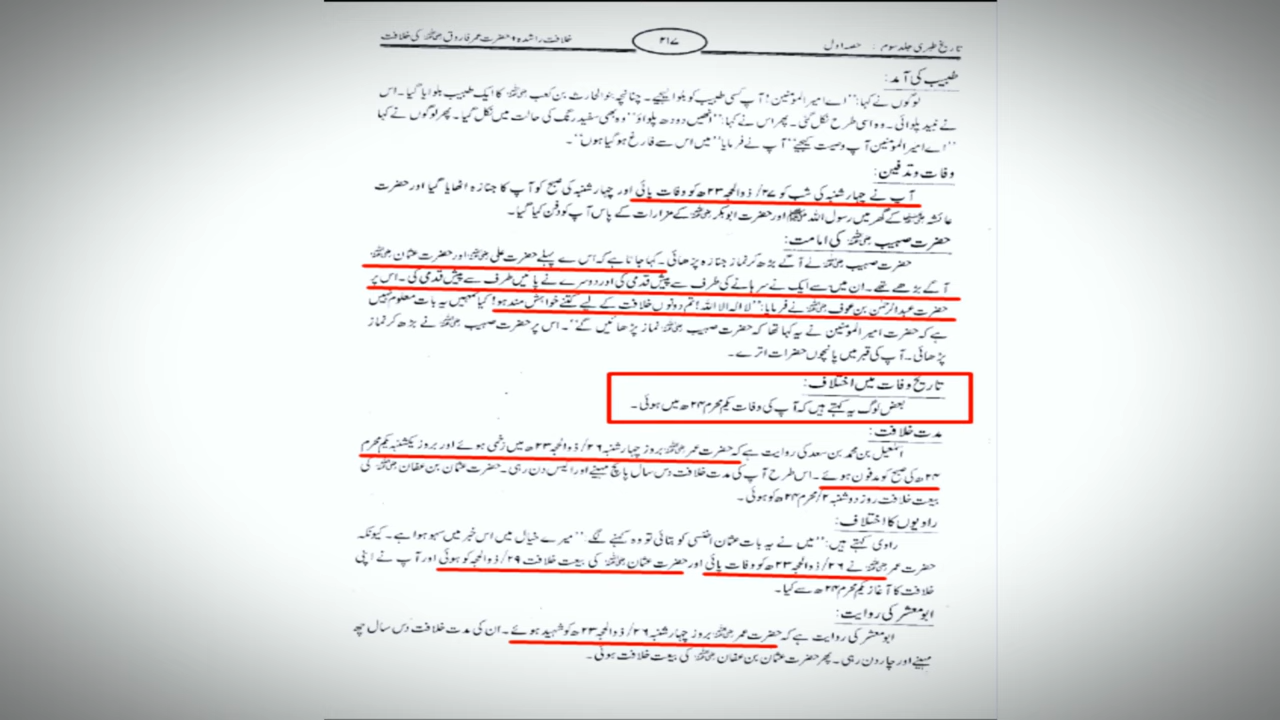 تاریخ طبری جلد سوم : حصہ اول
۲۱۷
خلافت راشدہ + حضرت عمر فاروق رضی اللہ عنہ کی خلافت
طبیب کی آمد:
لوگوں نے کہا: ''اے امیر المؤمنین! آپ کسی طبیب کو بلوا لیجیے۔ چنانچہ بنو الحارث بن کعب رضی اللہ عنہ کا ایک طبیب بلوایا گیا۔ اس
نے نبیذ پلوائی۔ وہ اسی طرح نکل گئی۔ پھر اس نے کہا: ''انھیں دودھ پلواؤ'' وہ بھی سفید رنگ کی حالت میں نکل گیا۔ پھر لوگوں نے کہا
''اے امیر المؤمنین آپ وصیت کیجیے'' آپ نے فرمایا ''میں اس سے فارغ ہو گیا ہوں''۔
وفات و تدفین:
آپ نے چہار شنبہ کی شب کو ۲۷/ ذوالحجہ ۲۳ھ کو وفات پائی اور چہار شنبہ کی صبح کو آپ کا جنازہ اٹھایا گیا اور حضرت
عائشہ رضی اللہ عنہا کے گھر میں رسول اللہ ﷺ اور حضرت ابوبکر رضی اللہ عنہ کے مزارات کے پاس آپ کو دفن کیا گیا۔
حضرت صہیب رضی اللہ عنہ کی امامت:
حضرت صہیب رضی اللہ عنہ نے آگے بڑھ کر نماز جنازہ پڑھائی۔ کہا جاتا ہے کہ اس سے پہلے حضرت علی رضی اللہ عنہ اور حضرت عثمان رضی اللہ عنہ
آگے بڑھے تھے۔ ان میں سے ایک نے سرہانے کی طرف سے پیش قدمی کی اور دوسرے نے پائیں طرف سے پیش قدمی کی۔ اس پر
حضرت عبدالرحمٰن بن عوف رضی اللہ عنہ نے فرمایا: ''لا الہ الا اللہ! تم دونوں خلافت کے لیے کتنے خواہش مند ہو! کیا تمہیں یہ بات معلوم نہیں
ہے کہ حضرت امیر المؤمنین نے یہ کہا تھا کہ حضرت صہیب رضی اللہ عنہ نماز پڑھائیں گے''۔ اس پر حضرت صہیب رضی اللہ عنہ نے بڑھ کر نماز
پڑھائی۔ آپ کی قبر میں پانچوں حضرات اترے۔
تاریخ وفات میں اختلاف:
بعض لوگ یہ کہتے ہیں کہ آپ کی وفات یکم محرم ۲۴ھ میں ہوئی۔
مدت خلافت:
اسمعیل بن محمد بن سعد کی روایت ہے کہ حضرت عمر رضی اللہ عنہ بروز چہار شنبہ ۲۶/ ذوالحجہ ۲۳ھ میں زخمی ہوئے اور بروز یکشنبہ یکم محرم
۲۴ھ کی صبح کو مدفون ہوئے۔ اس طرح آپ کی مدت خلافت دس سال پانچ مہینے اور اکیس دن رہی۔ حضرت عثمان بن عفان رضی اللہ عنہ کی
بیعت خلافت روز دوشنبہ ۲/محرم ۲۴ھ کو ہوئی۔
راویوں کا اختلاف:
راوی کہتے ہیں: ''میں نے یہ بات عثمان اخنسی کو بتائی تو وہ کہنے لگے ''میرے خیال میں اس خبر میں سہو ہوا ہے۔ کیونکہ
حضرت عمر رضی اللہ عنہ نے ۲۶/ ذوالحجہ ۲۳ھ کو وفات پائی اور حضرت عثمان رضی اللہ عنہ کی بیعت خلافت ۲۹/ ذوالحجہ کو ہوئی اور آپ نے اپنی
خلافت کا آغاز یکم محرم ۲۴ھ سے کیا۔
ابو معشر کی روایت:
ابو معشر کی روایت ہے کہ حضرت عمر رضی اللہ عنہ بروز چہار شنبہ ۲۶/ ذوالحجہ ۲۳ھ کو شہید ہوئے۔ ان کی مدت خلافت دس سال چھ
مہینے اور چار دن رہی۔ پھر حضرت عثمان بن عفان رضی اللہ عنہ کی بیعت خلافت ہوئی۔